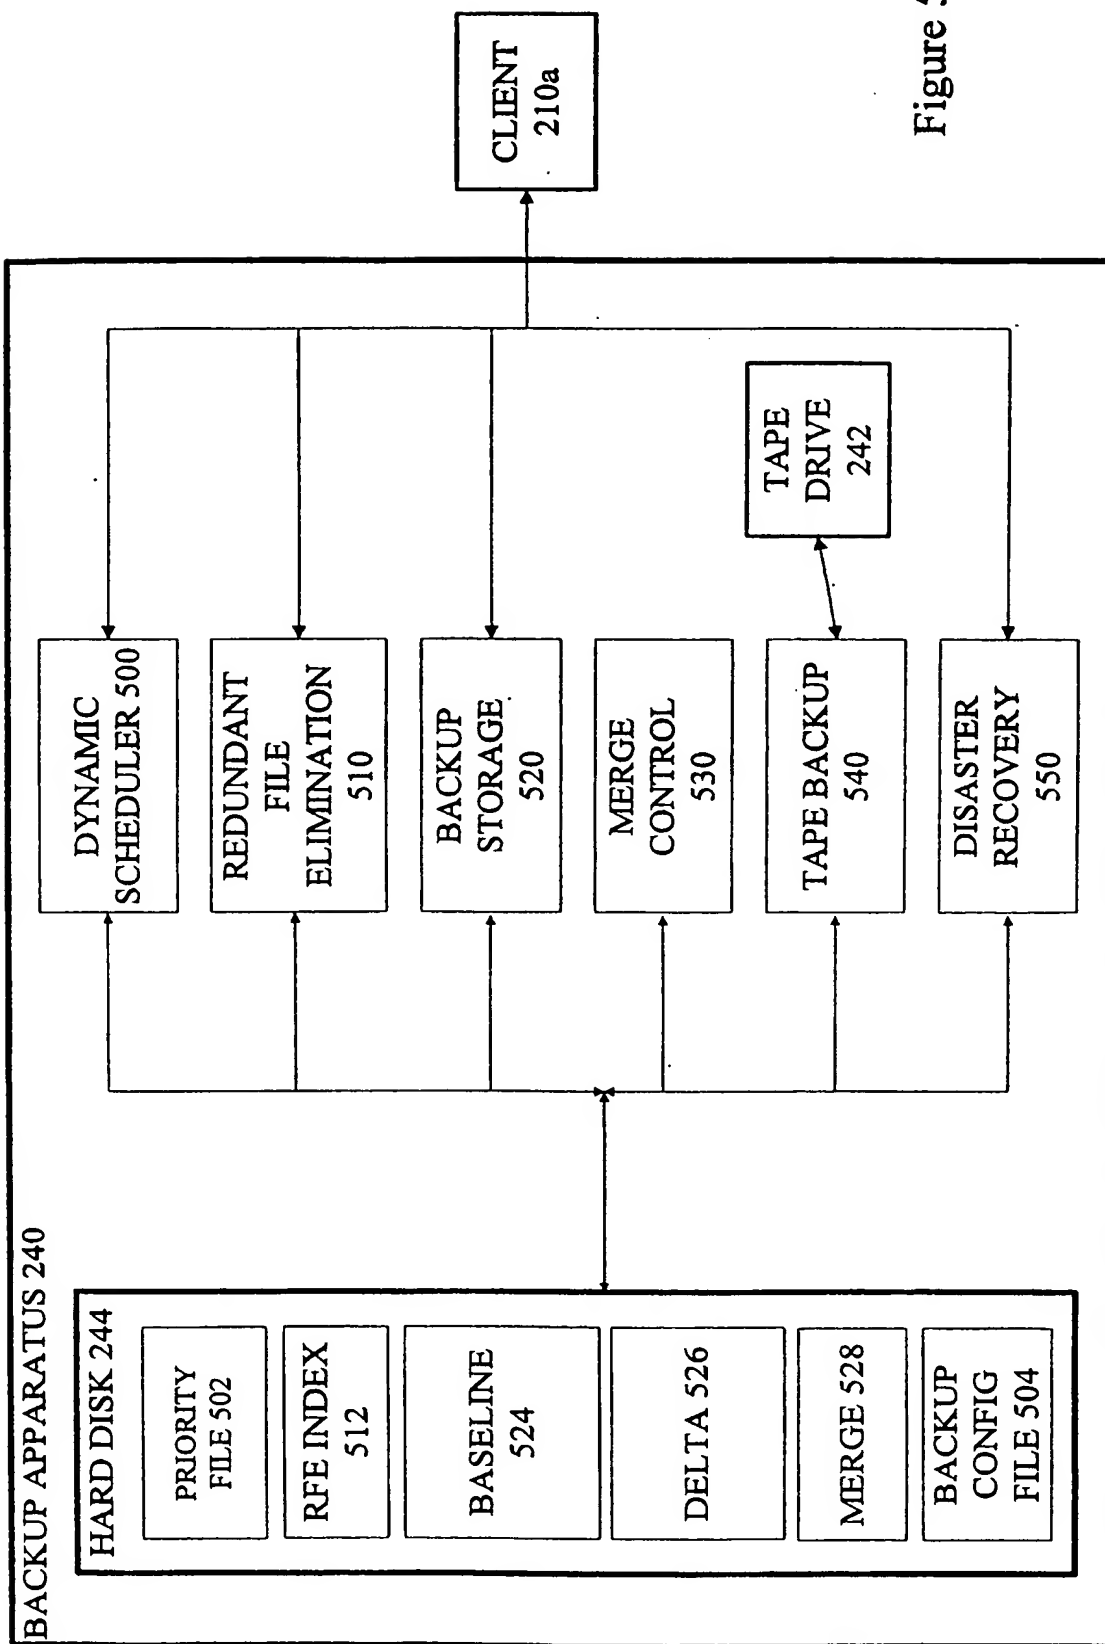 BACKUP APPARATUS 240
HARD DISK 244
PRIORITY
FILE 502
RFE INDEX
512
BASELINE
524
DELTA 526
MERGE 528
BACKUP
CONFIG
FILE 504
DYNAMIC
SCHEDULER 500
REDUNDANT
FILE
ELIMINATION
510
BACKUP
STORAGE
520
MERGE
CONTROL
530
TAPE BACKUP
540
DISASTER
RECOVERY
550
TAPE
DRIVE
242
CLIENT
210a
Figure